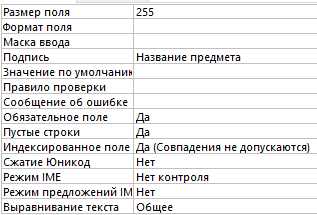 Размер поля 255
Формат поля
Маска ввода
Подпись Название предмета
Значение по умолчани
Правило проверки
Сообщение об ошибке
Обязательное поле Да
Пустые строки Да
Индексированное поле Да (Совпадения не допускаются)
Сжатие Юникод Нет
Режим IME Нет контроля
Режим предложений IM Нет
Выравнивание текста Общее